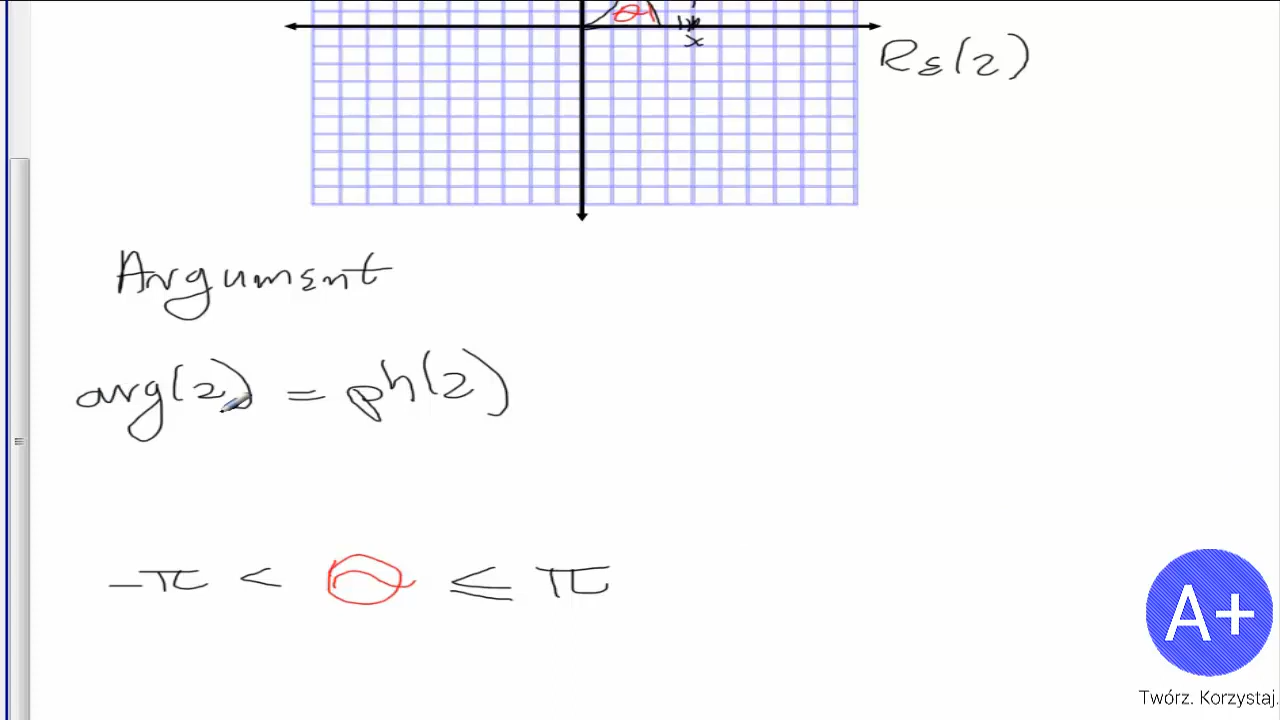 θ
x
Re(z)
Argument
arg(z) = ph(z)
-π < θ ≤ π
A+
Twórz. Korzystaj.